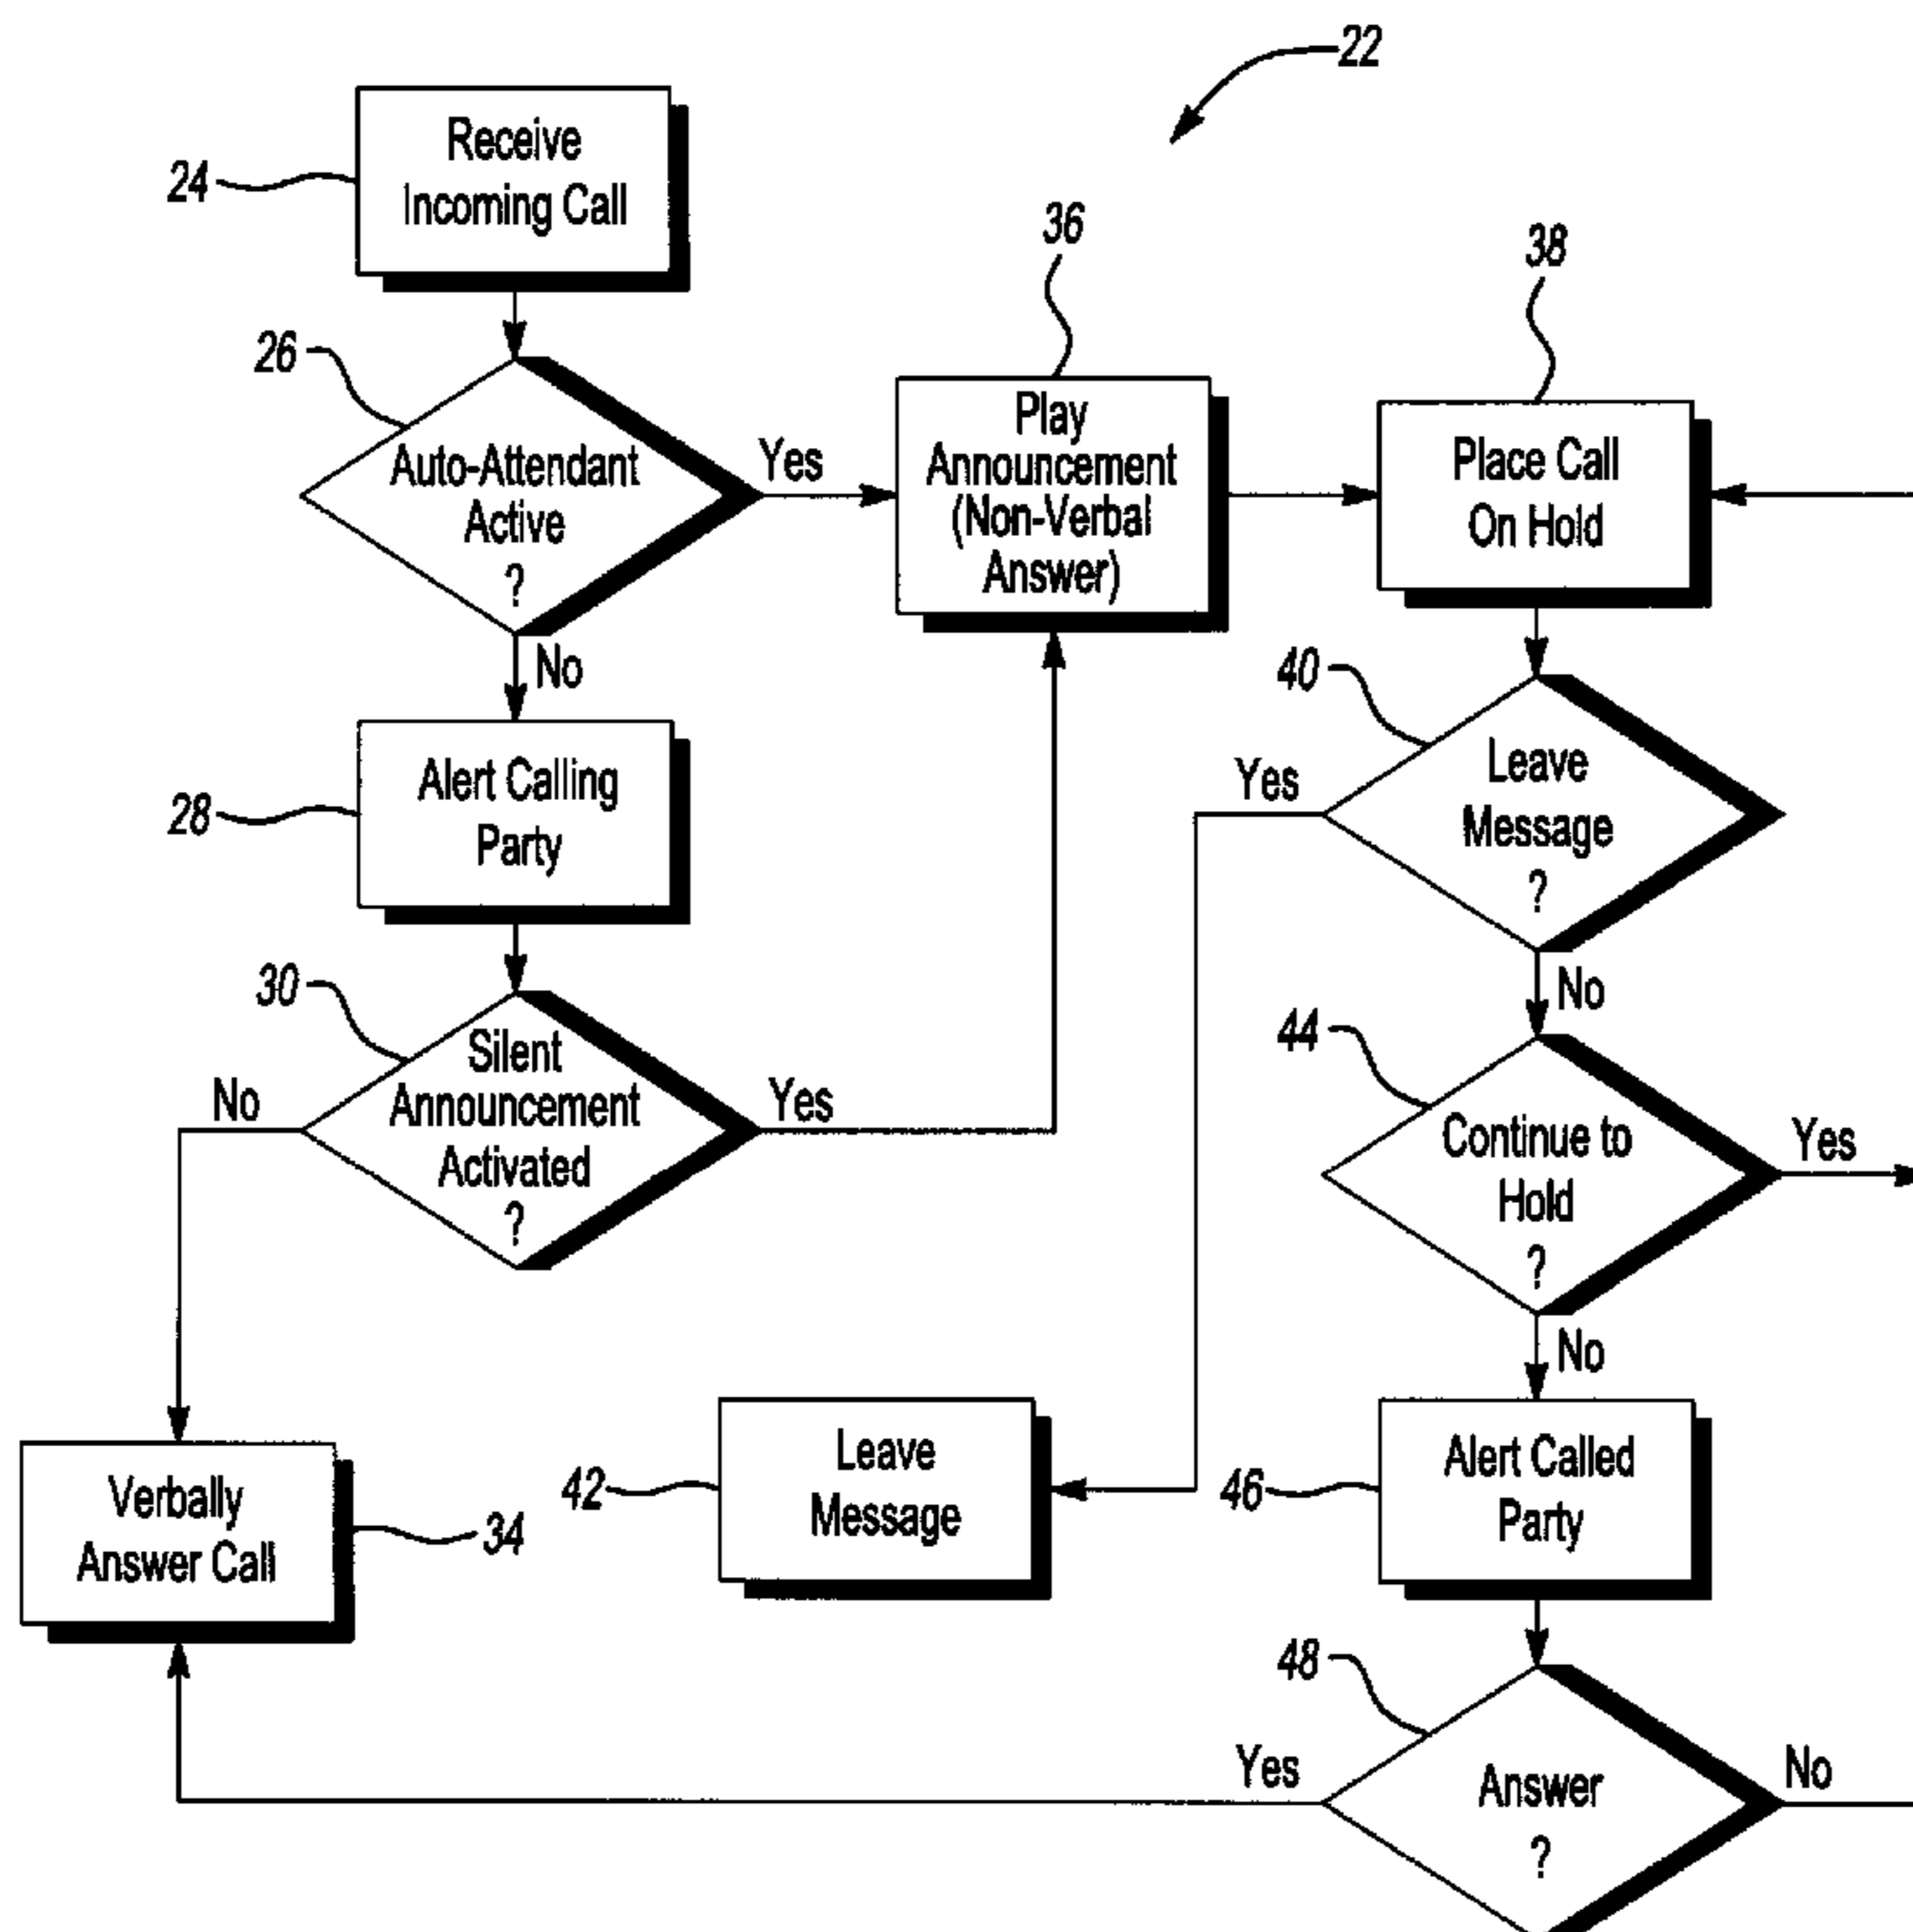 22
Receive
Incoming Call
24
36
38
26
Auto-Attendant
Active
?
Yes
Play
Announcement
(Non-Verbal
Answer)
Place Call
On Hold
No
40
Leave
Message
?
Yes
28
Alert Calling
Party
No
30
Silent
Announcement
Activated
?
No
Yes
44
Continue to
Hold
?
Yes
No
Verbally
Answer Call
34
42
Leave
Message
46
Alert Called
Party
48
Answer
?
Yes
No